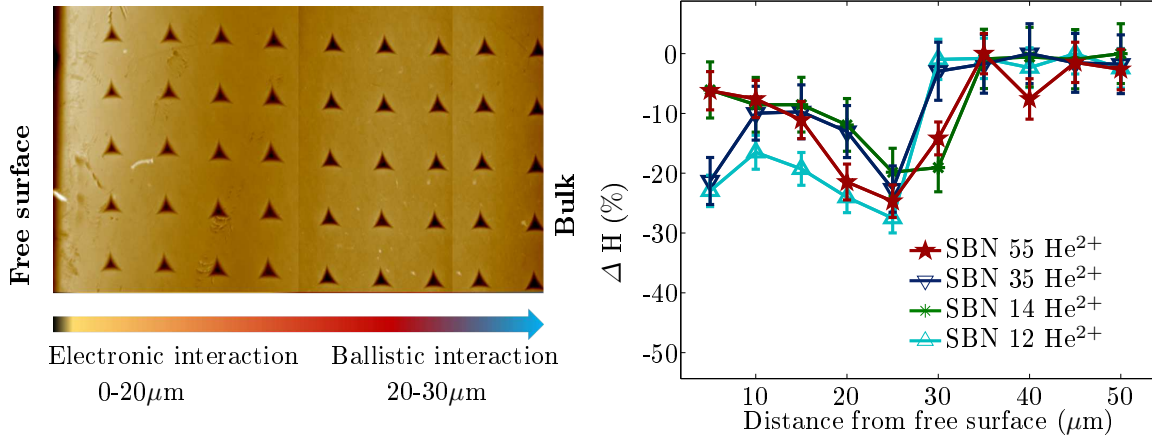 Free surface
Bulk
Electronic interaction
0-20μm
Ballistic interaction
20-30μm
Δ H (%)
0
-10
-20
-30
-40
-50
SBN 55 He²⁺
SBN 35 He²⁺
SBN 14 He²⁺
SBN 12 He²⁺
10 20 30 40 50
Distance from free surface (μm)